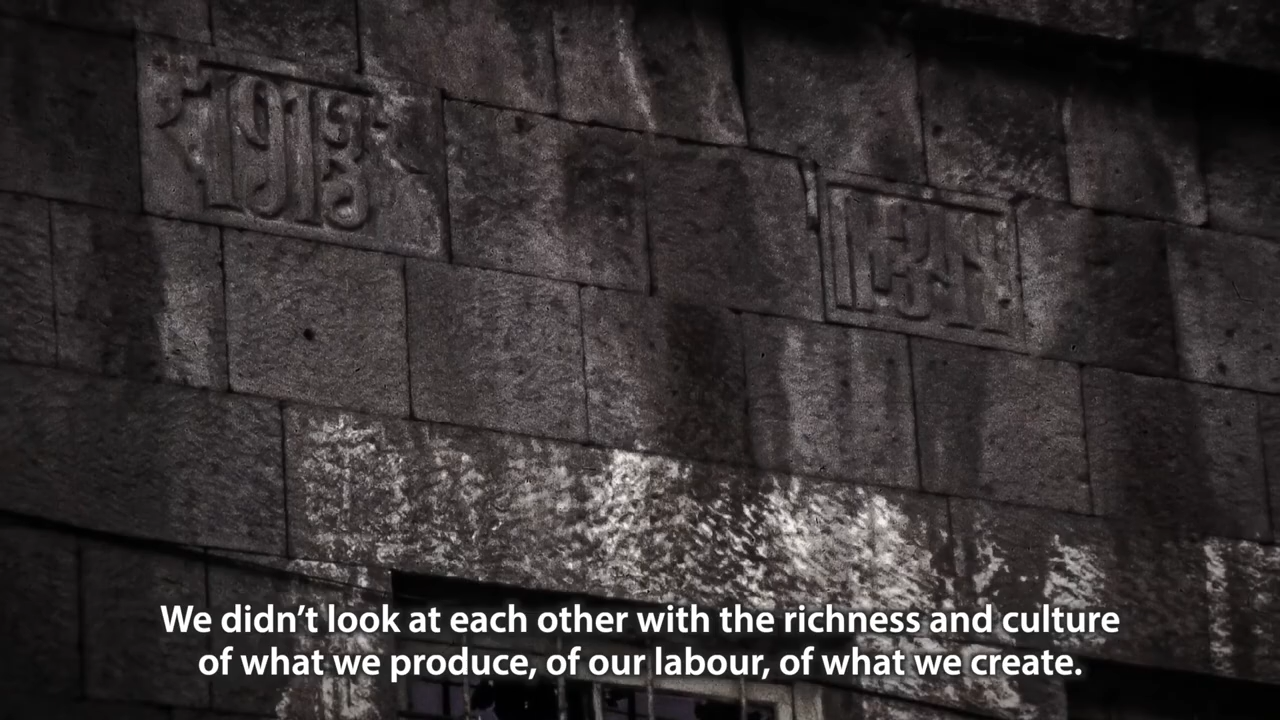 We didn’t look at each other with the richness and culture
of what we produce, of our labour, of what we create.